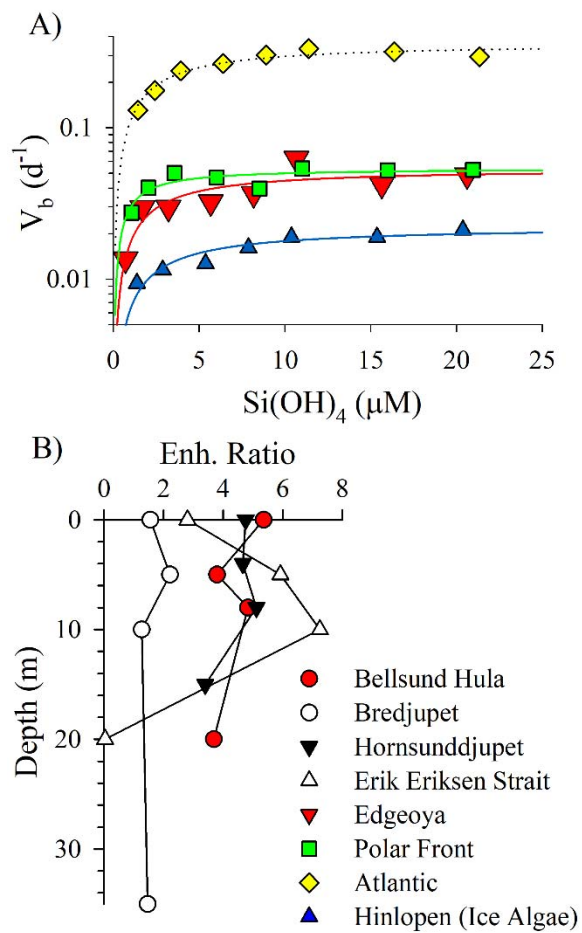 A)
0.1
0.01
V_b (d⁻¹)
0 5 10 15 20 25
Si(OH)₄ (μM)
B)
Enh. Ratio
0 2 4 6 8
0
10
20
30
Depth (m)
Bellsund Hula
Bredjupet
Hornsunddjupet
Erik Eriksen Strait
Edgeoya
Polar Front
Atlantic
Hinlopen (Ice Algae)